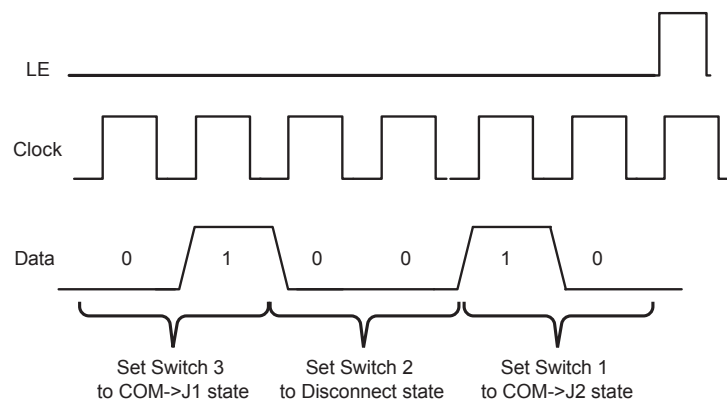 LE
Clock
Data
0 1 0 0 1 0
Set Switch 3
to COM->J1 state
Set Switch 2
to Disconnect state
Set Switch 1
to COM->J2 state